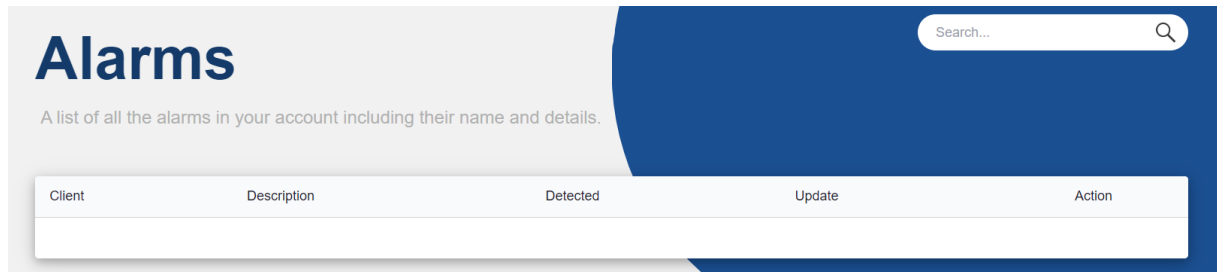 Search...
Alarms
A list of all the alarms in your account including their name and details.
Client Description Detected Update Action